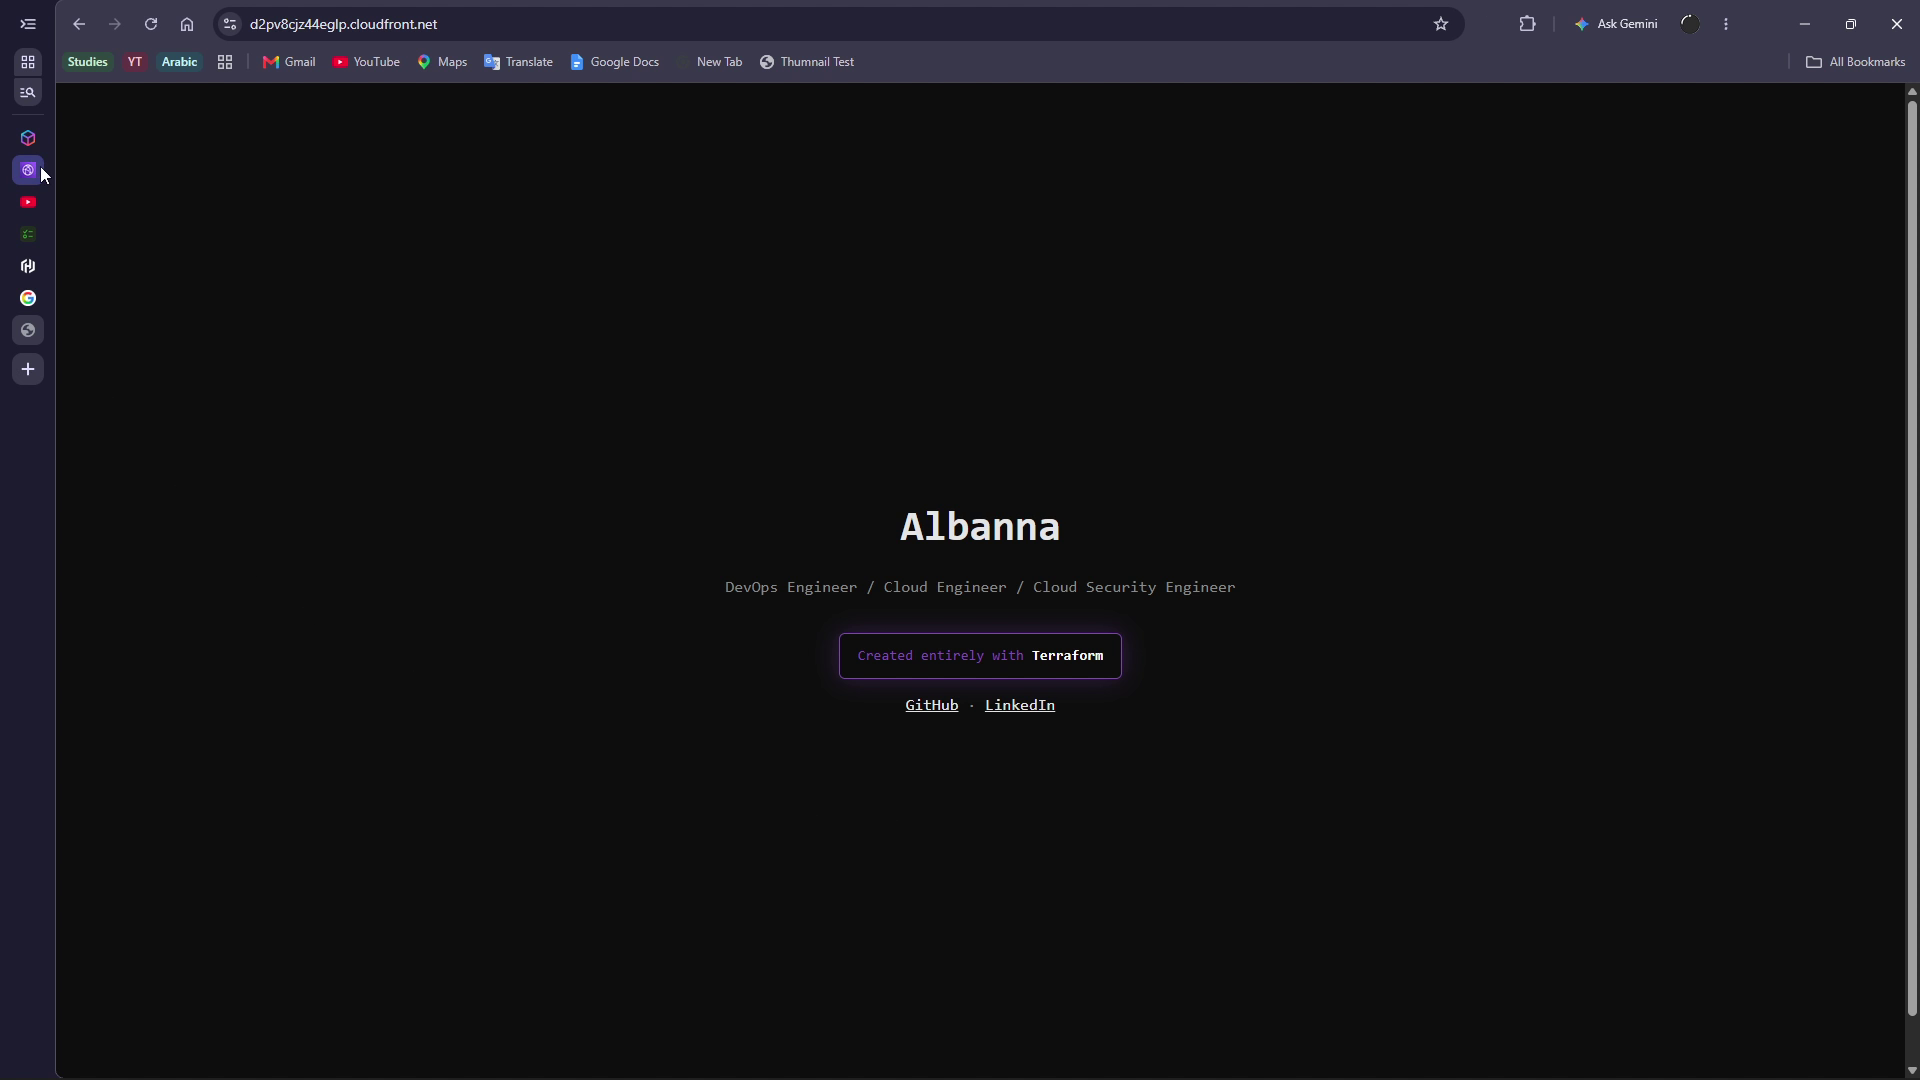 d2pv8cjz44eglp.cloudfront.net
Ask Gemini
Studies YT Arabic Gmail YouTube Maps Translate Google Docs New Tab Thumnail Test All Bookmarks
Albanna
DevOps Engineer / Cloud Engineer / Cloud Security Engineer
Created entirely with Terraform
GitHub · LinkedIn